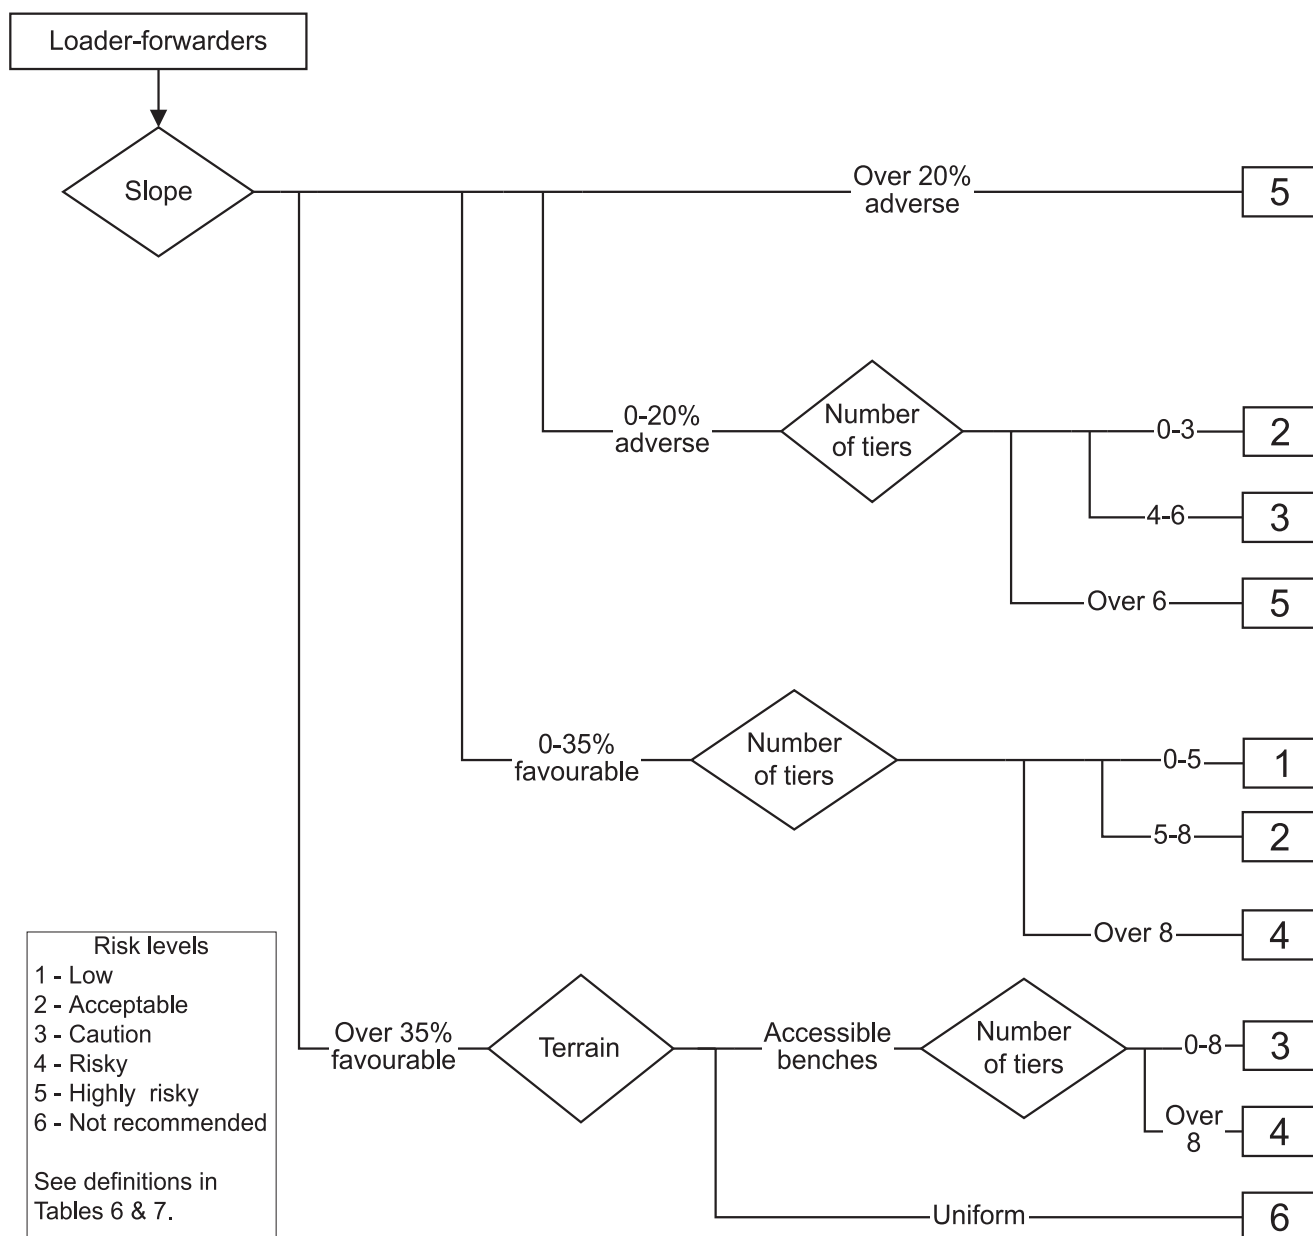 Loader-forwarders
Slope
Over 20%
adverse
5
0-20%
adverse
Number
of tiers
0-3
2
4-6
3
Over 6
5
0-35%
favourable
Number
of tiers
0-5
1
5-8
2
Over 8
4
Over 35%
favourable
Terrain
Accessible
benches
Number
of tiers
0-8
3
Over
8
4
Uniform
6
Risk levels
1 - Low
2 - Acceptable
3 - Caution
4 - Risky
5 - Highly risky
6 - Not recommended
See definitions in
Tables 6 & 7.